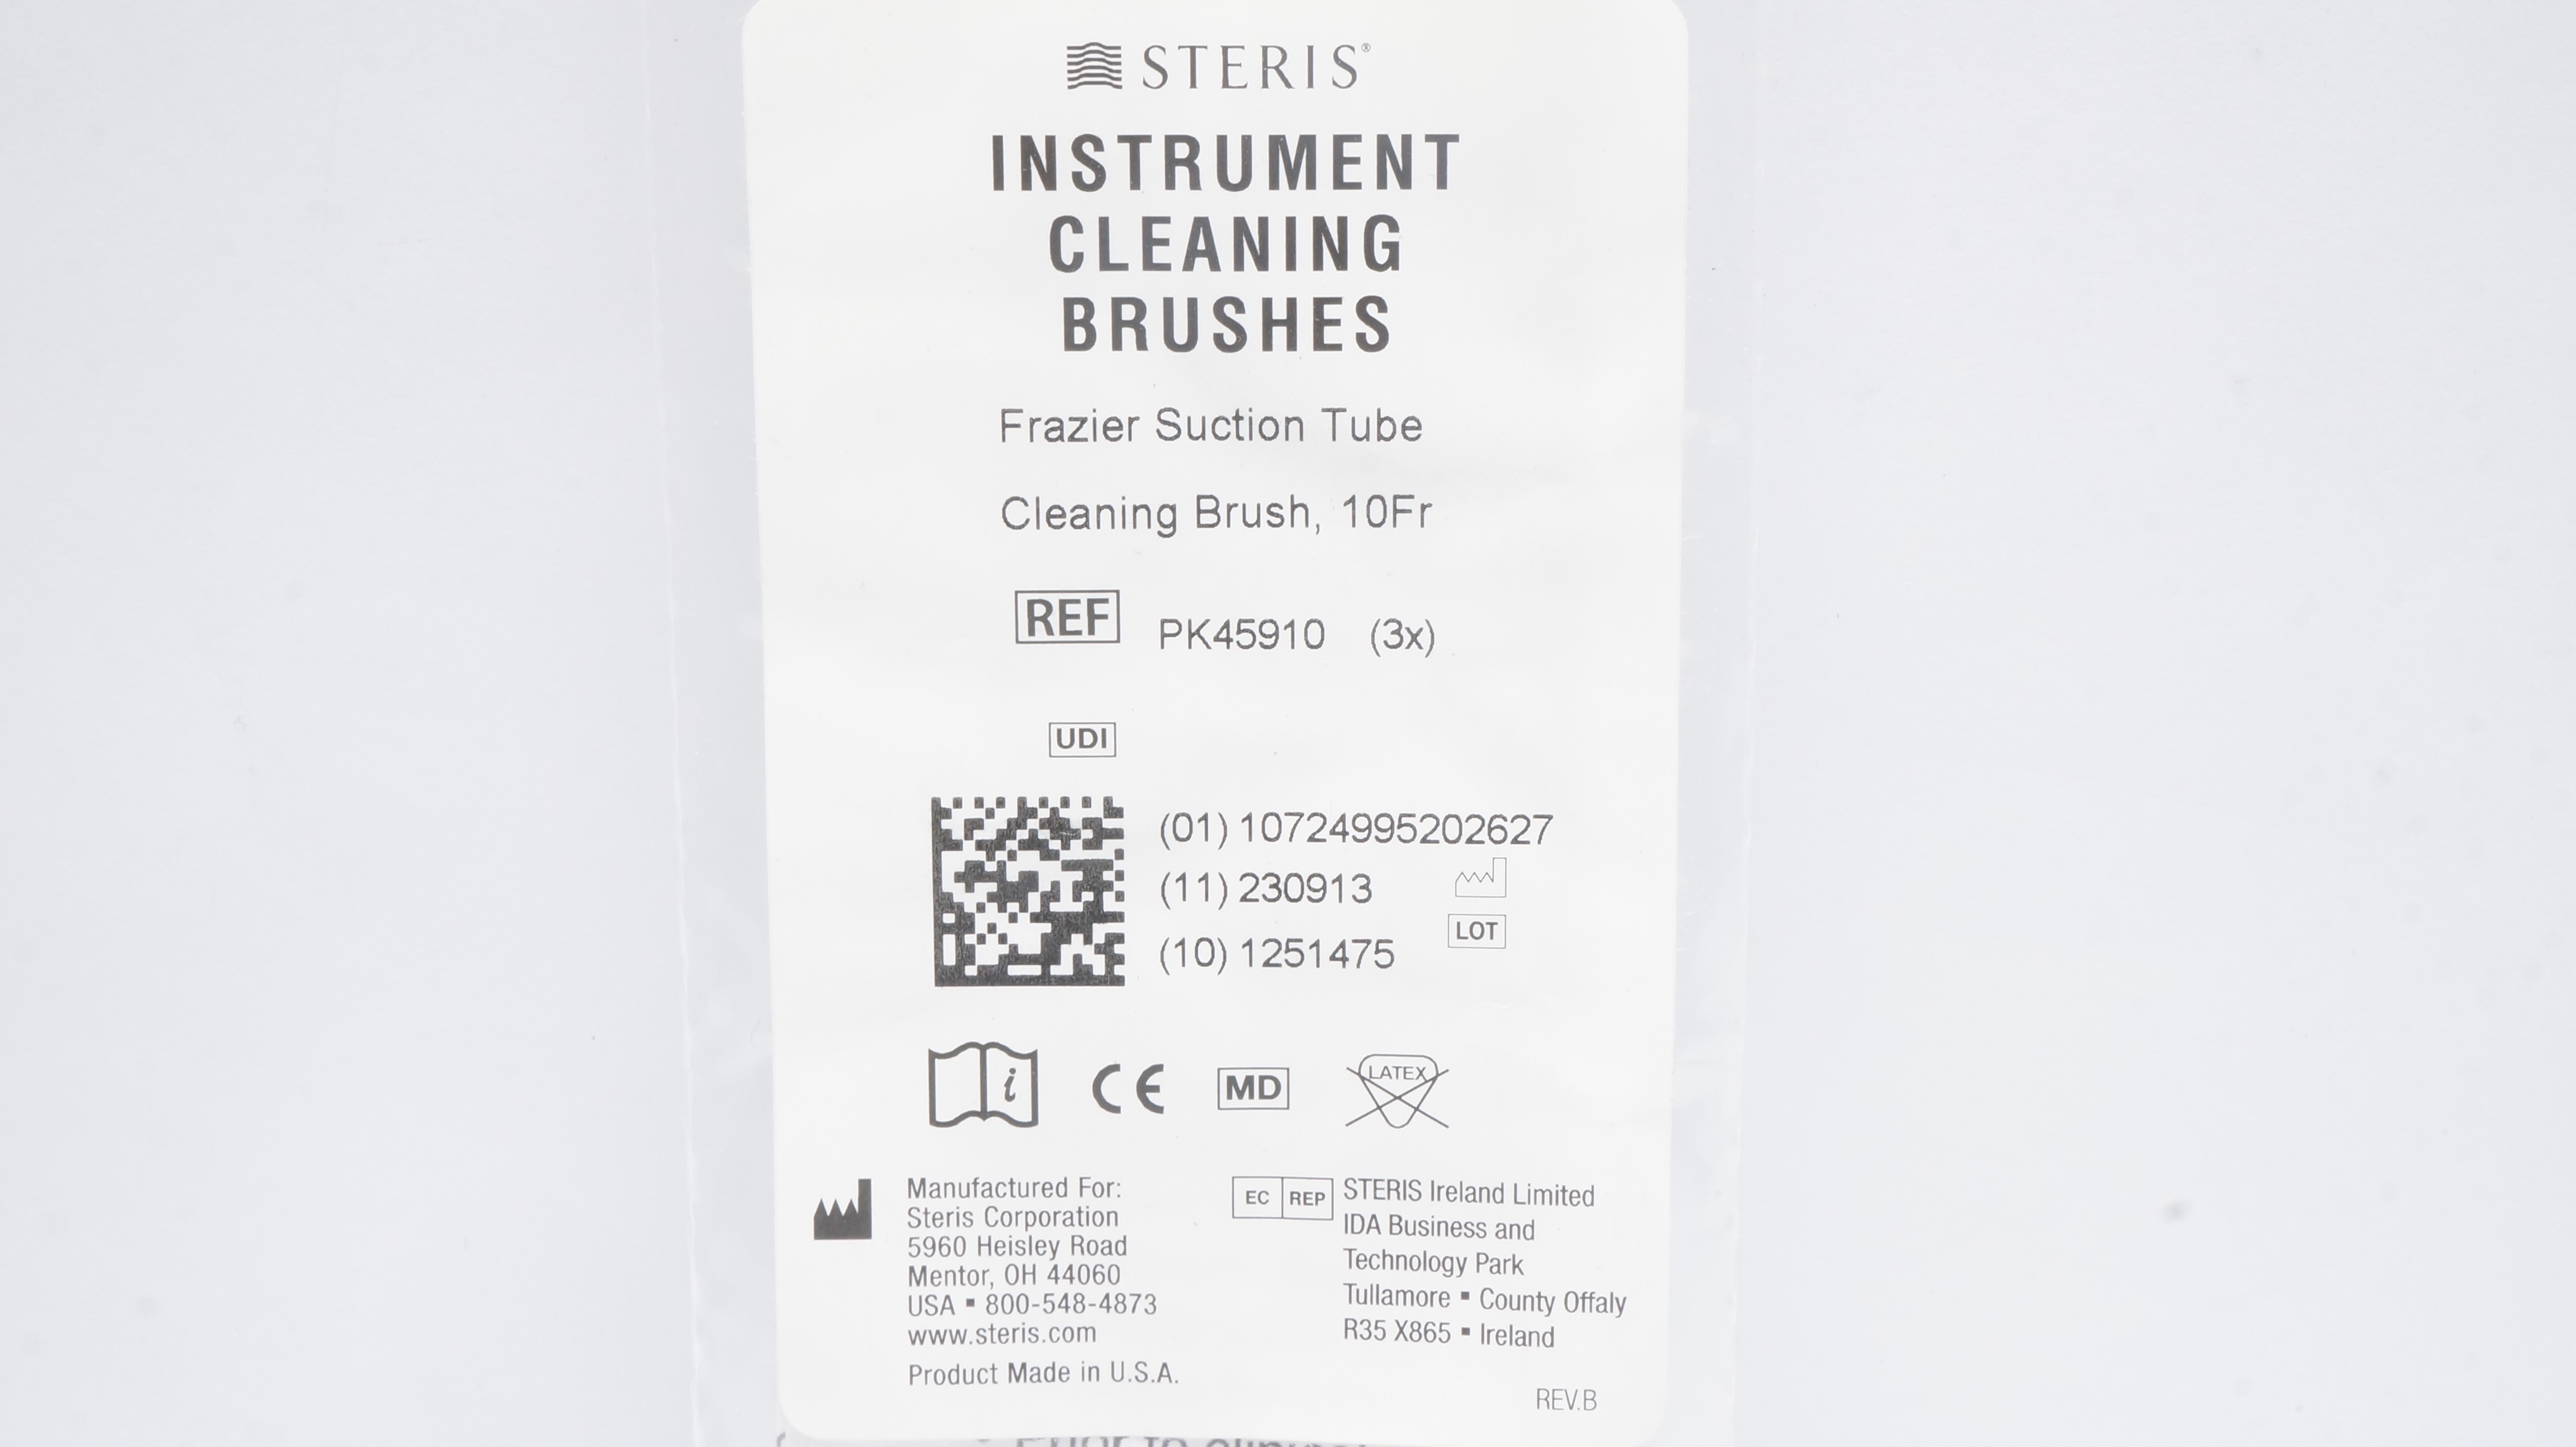 STERIS®
INSTRUMENT
CLEANING
BRUSHES
Frazier Suction Tube
Cleaning Brush, 10Fr
REF PK45910 (3x)
UDI
(01) 10724995202627
(11) 230913
(10) 1251475 LOT
i CE MD LATEX
Manufactured For:
Steris Corporation
5960 Heisley Road
Mentor, OH 44060
USA ▪ 800-548-4873
www.steris.com
Product Made in U.S.A.
EC REP STERIS Ireland Limited
IDA Business and
Technology Park
Tullamore ▪ County Offaly
R35 X865 ▪ Ireland
REV.B
Prior to